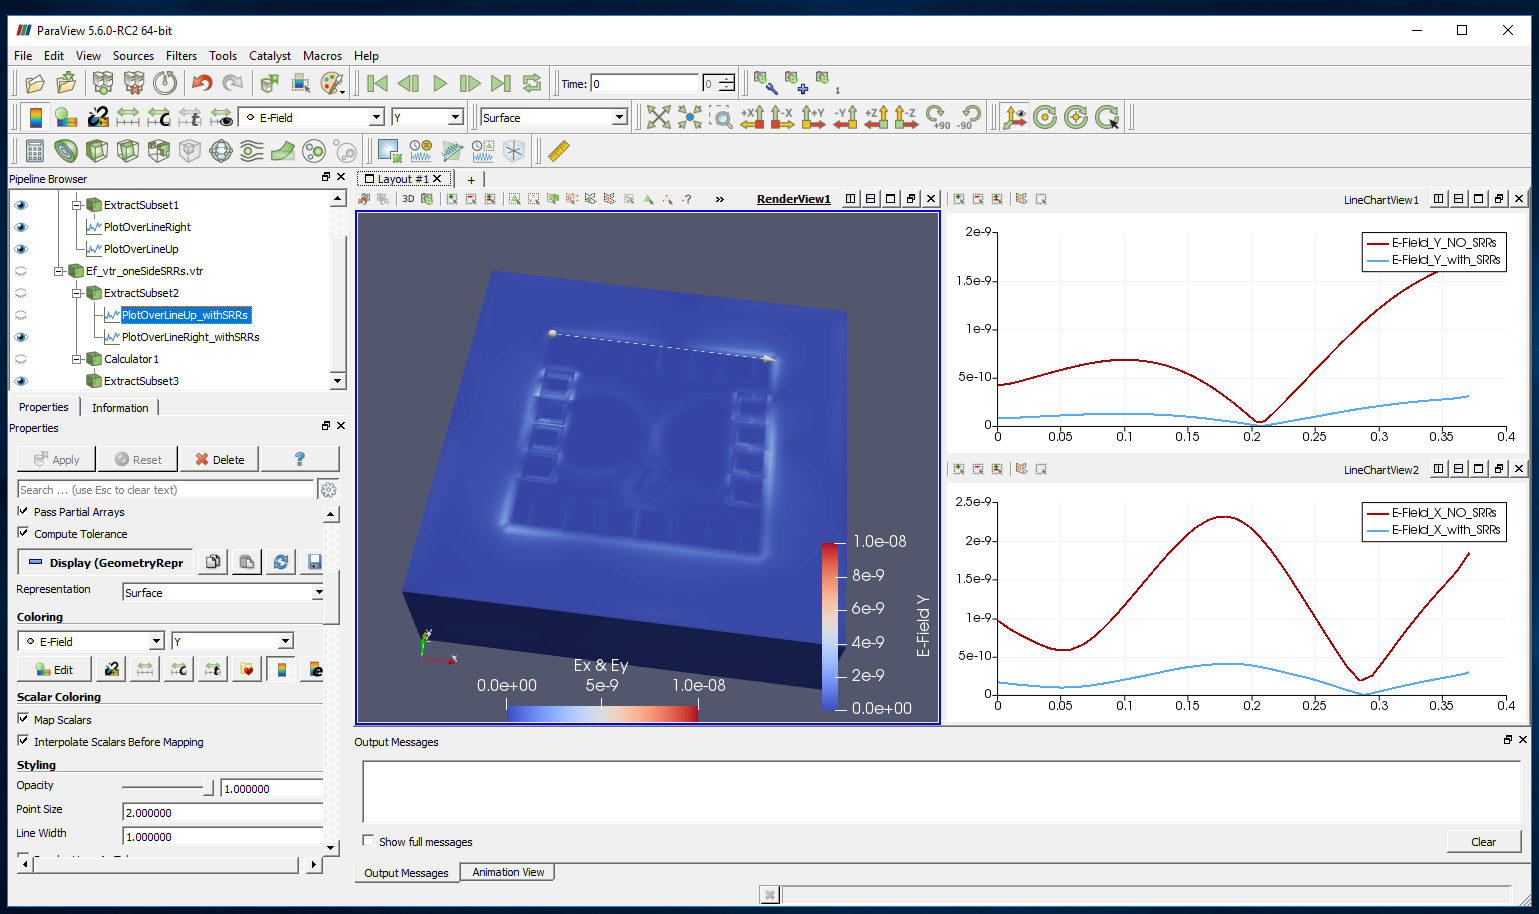 ParaView 5.6.0-RC2 64-bit
File Edit View Sources Filters Tools Catalyst Macros Help
Time: 0 0 1
E-Field Y Surface +X -X +Y -Y +Z -Z +90 -90
Pipeline Browser
ExtractSubset1
PlotOverLineRight
PlotOverLineUp
Ef_vtr_oneSideSRRs.vtr
ExtractSubset2
PlotOverLineUp_withSRRs
PlotOverLineRight_withSRRs
Calculator1
ExtractSubset3
Properties Information
Properties
Apply Reset Delete ?
Search ... (use Esc to clear text)
Pass Partial Arrays
Compute Tolerance
Display (GeometryRepr
Representation Surface
Coloring
E-Field Y
Edit
Scalar Coloring
Map Scalars
Interpolate Scalars Before Mapping
Styling
Opacity 1.000000
Point Size 2.000000
Line Width 1.000000
Layout #1 +
3D ? » RenderView1
1.0e-08
8e-9
6e-9
4e-9
2e-9
0.0e+00
E-Field Y
Y
X
Ex & Ey
0.0e+00 5e-9 1.0e-08
LineChartView1
E-Field_Y_NO_SRRs
E-Field_Y_with_SRRs
2e-9
1.5e-9
1e-9
5e-10
0
0 0.05 0.1 0.15 0.2 0.25 0.3 0.35 0.4
LineChartView2
E-Field_X_NO_SRRs
E-Field_X_with_SRRs
2.5e-9
2e-9
1.5e-9
1e-9
5e-10
0
0 0.05 0.1 0.15 0.2 0.25 0.3 0.35 0.4
Output Messages
Show full messages
Clear
Output Messages Animation View